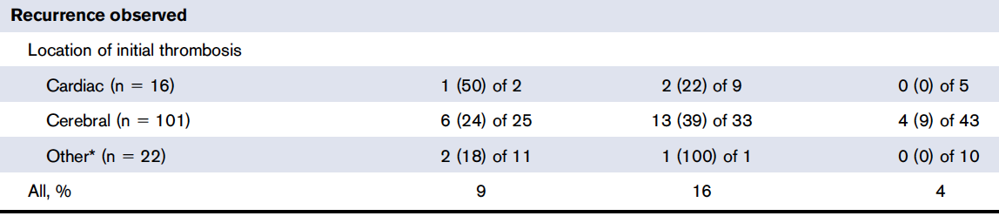 Recurrence observed
Location of initial thrombosis
Cardiac (n = 16) 1 (50) of 2 2 (22) of 9 0 (0) of 5
Cerebral (n = 101) 6 (24) of 25 13 (39) of 33 4 (9) of 43
Other* (n = 22) 2 (18) of 11 1 (100) of 1 0 (0) of 10
All, % 9 16 4